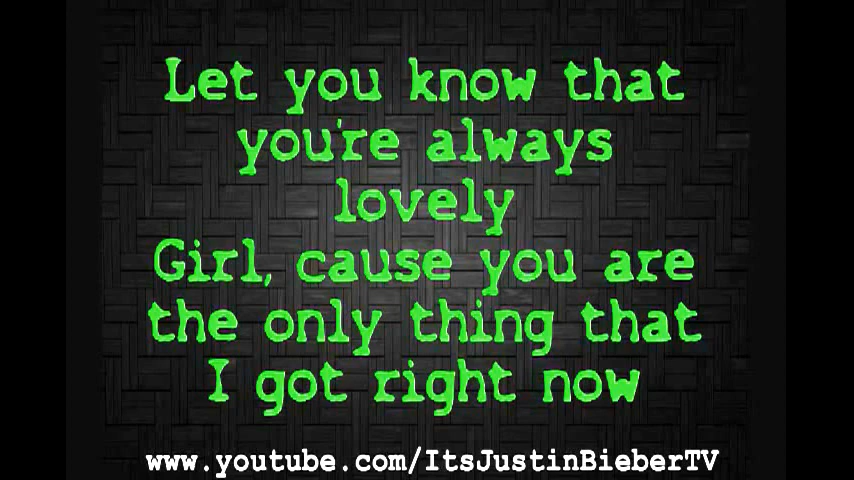 Let you know that
you're always
lovely
Girl, cause you are
the only thing that
I got right now
www.youtube.com/ItsJustinBieberTV